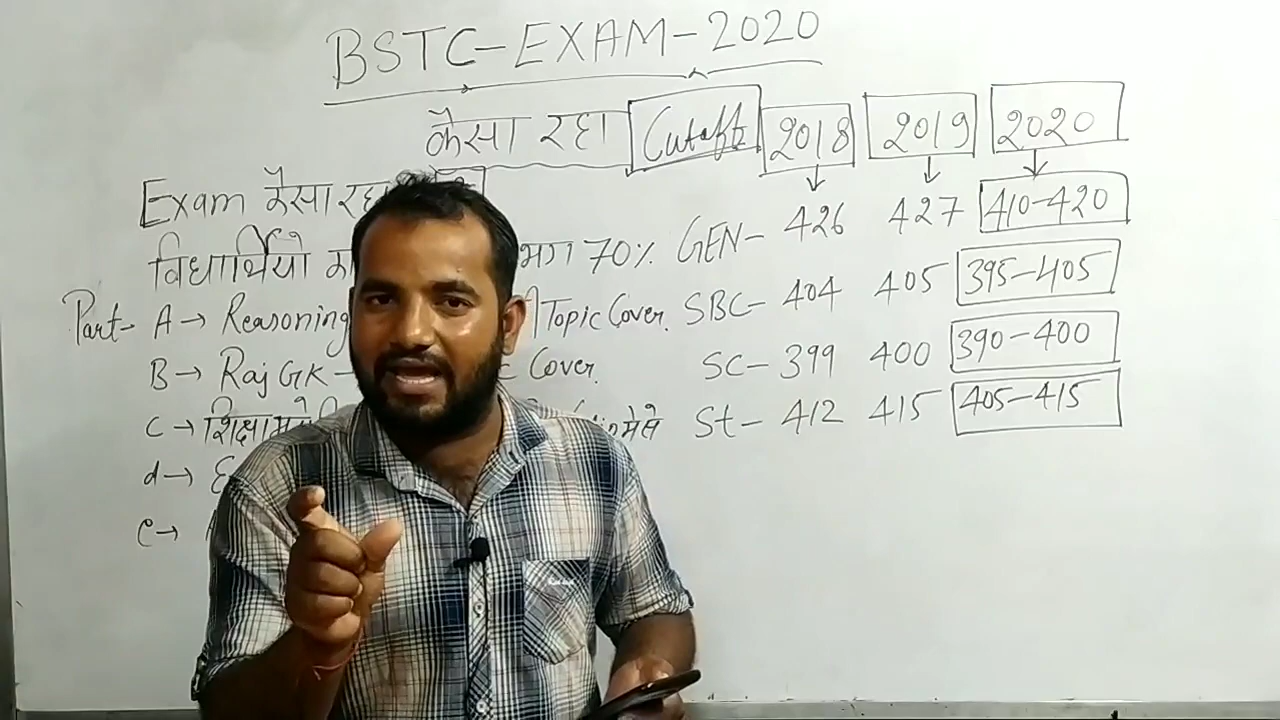 BSTC-EXAM-2020
कैसा रहा Cutoff 2018 2019 2020
Exam कैसा रहा
GEN- 426 427 410-420
विद्यार्थियो का 70%
SBC- 404 405 395-405
Part- A → Reasoning Topic Cover.
SC- 399 400 390-400
B → Raj GK - Cover.
St- 412 415 405-415
C → शिक्षा मेसे
d →
e →